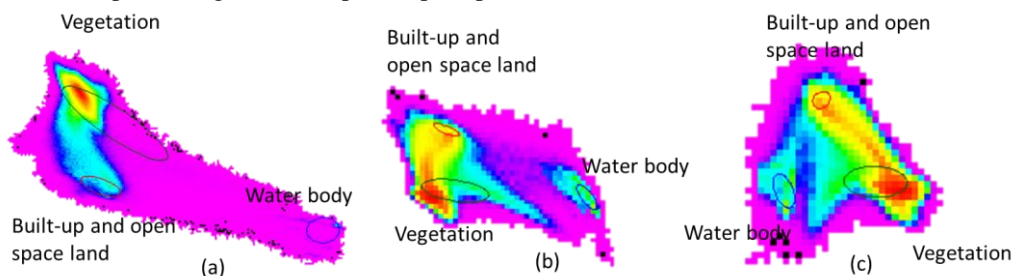 Vegetation
Built-up and open
space land
Water body
(a)
Built-up and
open space land
Water body
Vegetation
(b)
Built-up and open
space land
Water body
Vegetation
(c)